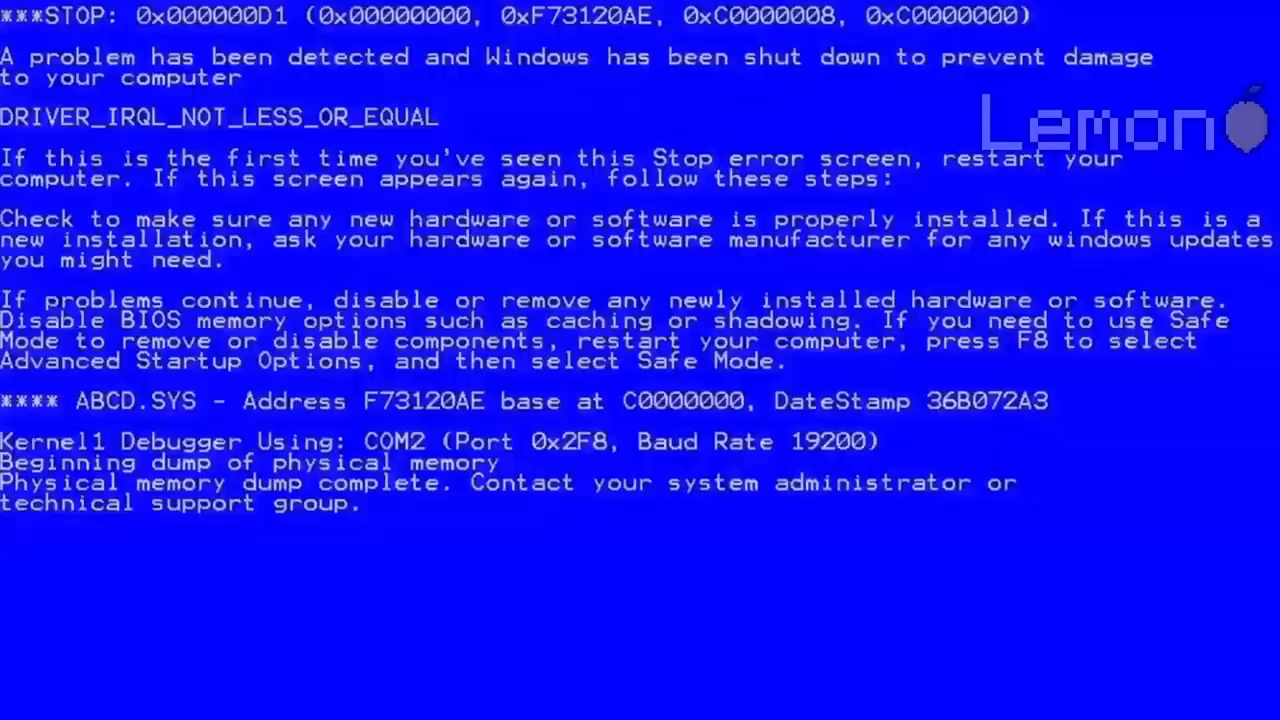 ***STOP: 0x000000D1 (0x00000000, 0xF73120AE, 0xC0000008, 0xC0000000)
A problem has been detected and Windows has been shut down to prevent damage
to your computer
DRIVER_IRQL_NOT_LESS_OR_EQUAL
Lemon
If this is the first time you've seen this Stop error screen, restart your
computer. If this screen appears again, follow these steps:
Check to make sure any new hardware or software is properly installed. If this is a
new installation, ask your hardware or software manufacturer for any windows updates
you might need.
If problems continue, disable or remove any newly installed hardware or software.
Disable BIOS memory options such as caching or shadowing. If you need to use Safe
Mode to remove or disable components, restart your computer, press F8 to select
Advanced Startup Options, and then select Safe Mode.
**** ABCD.SYS - Address F73120AE base at C0000000, DateStamp 36B072A3
Kernel1 Debugger Using: COM2 (Port 0x2F8, Baud Rate 19200)
Beginning dump of physical memory
Physical memory dump complete. Contact your system administrator or
technical support group.